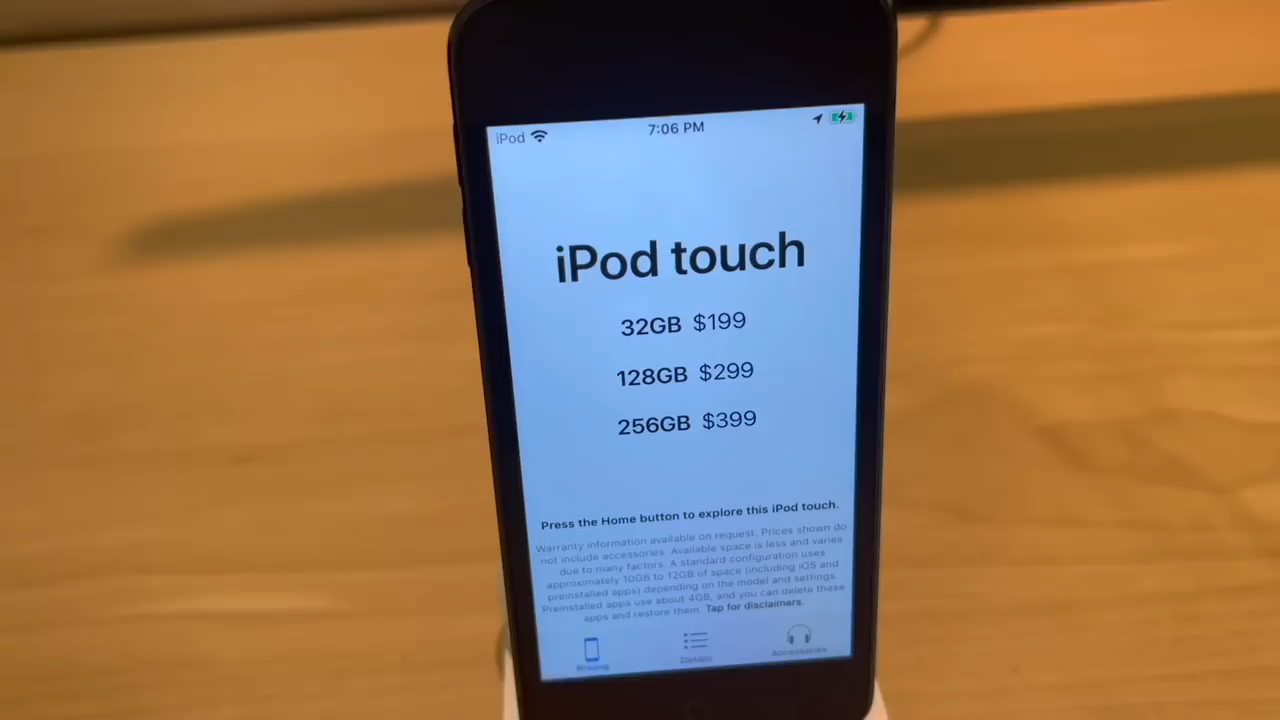 iPod 7:06 PM
iPod touch
32GB $199
128GB $299
256GB $399
Press the Home button to explore this iPod touch.
Warranty information available on request. Prices shown do
not include accessories. Available space is less and varies
due to many factors. A standard configuration uses
approximately 10GB to 12GB of space (including iOS and
preinstalled apps) depending on the model and settings.
Preinstalled apps use about 4GB, and you can delete these
apps and restore them. Tap for disclaimers.
Pricing Details Accessories